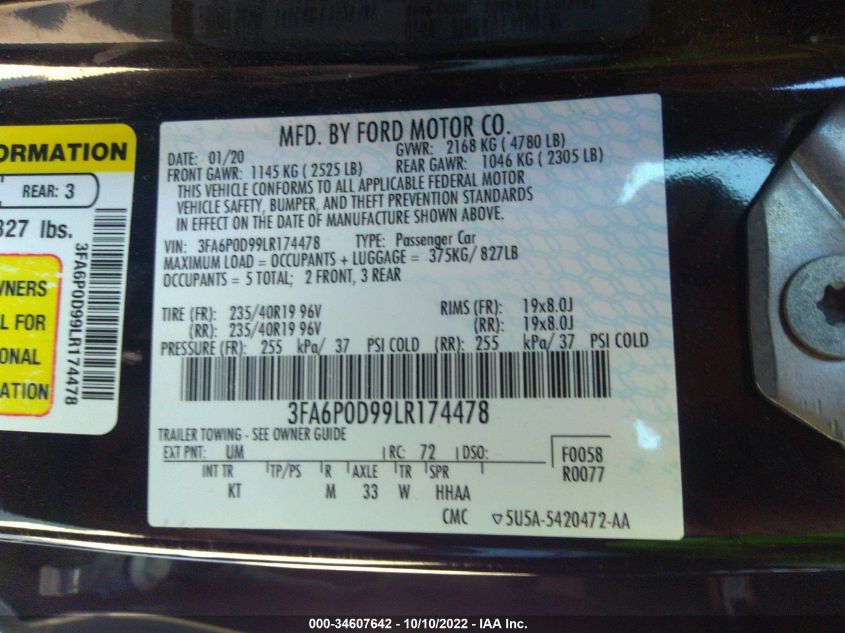 ORMATION
REAR: 3
327 lbs.
3FA6P0D99LR174478
WNERS
L FOR
ONAL
ATION
MFD. BY FORD MOTOR CO.
DATE: 01/20 GVWR: 2168 KG ( 4780 LB)
FRONT GAWR: 1145 KG ( 2525 LB) REAR GAWR: 1046 KG ( 2305 LB)
THIS VEHICLE CONFORMS TO ALL APPLICABLE FEDERAL MOTOR
VEHICLE SAFETY, BUMPER, AND THEFT PREVENTION STANDARDS
IN EFFECT ON THE DATE OF MANUFACTURE SHOWN ABOVE.
VIN: 3FA6P0D99LR174478 TYPE: Passenger Car
MAXIMUM LOAD = OCCUPANTS + LUGGAGE = 375KG/ 827LB
OCCUPANTS = 5 TOTAL; 2 FRONT, 3 REAR
TIRE (FR): 235/40R19 96V RIMS (FR): 19x8.0J
(RR): 235/40R19 96V (RR): 19x8.0J
PRESSURE (FR): 255 kPa/ 37 PSI COLD (RR): 255 kPa/ 37 PSI COLD
3FA6P0D99LR174478
TRAILER TOWING - SEE OWNER GUIDE
EXT PNT: UM RC: 72 DSO: F0058
R0077
INT TR TP/PS R AXLE TR SPR
KT M 33 W HHAA
CMC ▽5U5A-5420472-AA
000-34607642 - 10/10/2022 - IAA Inc.